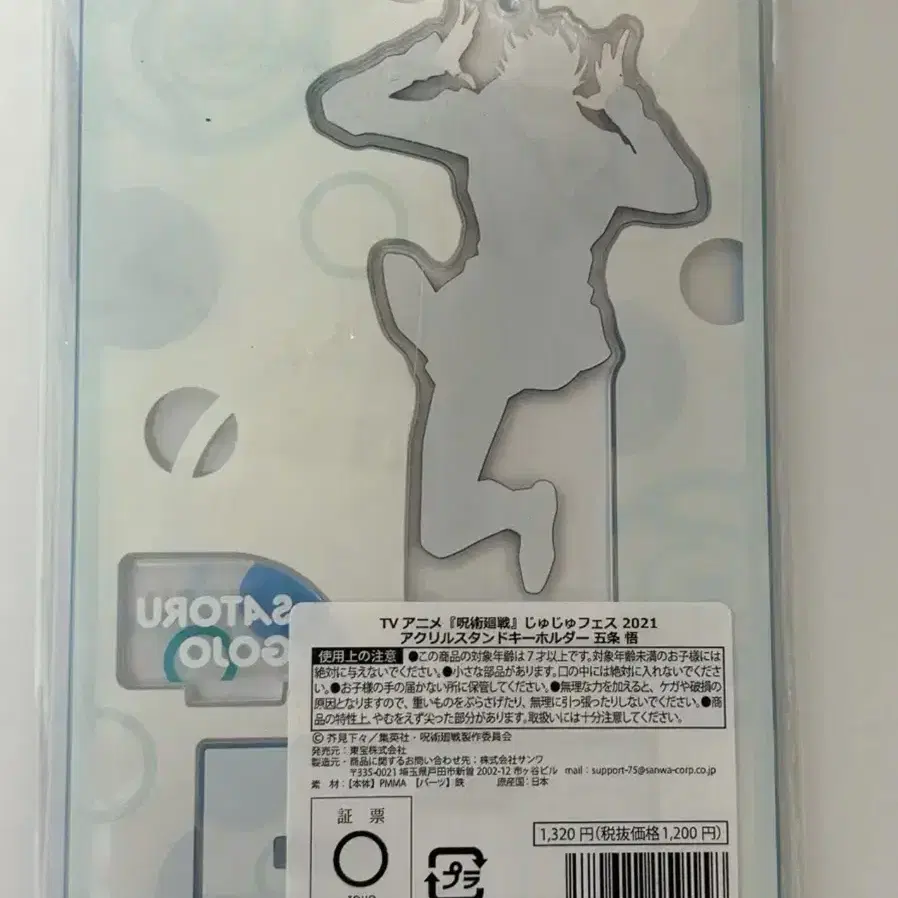 SATORU
GOJO
TV アニメ『呪術廻戦』じゅじゅフェス 2021
アクリルスタンドキーホルダー 五条 悟
使用上の注意 ●この商品の対象年齢は7才以上です。対象年齢未満のお子様には
絶対に与えないでください。●小さな部品があります。口の中には絶対に入れないでくださ
い。●お子様の手の届かない所に保管してください。●無理な力を加えると、ケガや破損の
原因となりますので、重いものをぶらさげたり、無理に引っ張ったりしないでください。●商
品の特性上、やむをえず尖った部分があります。取扱いには十分注意してください。
© 芥見下々／集英社・呪術廻戦製作委員会
発売元：東宝株式会社
製造元・商品に関するお問い合わせ先：株式会社サンワ
〒335-0021 埼玉県戸田市新曽 2002-12 市ヶ谷ビル mail：support-75@sanwa-corp.co.jp
素 材：【本体】PMMA 【パーツ】鉄 原産国：日本
証 票
1,320 円（税抜価格 1,200 円）
プラ